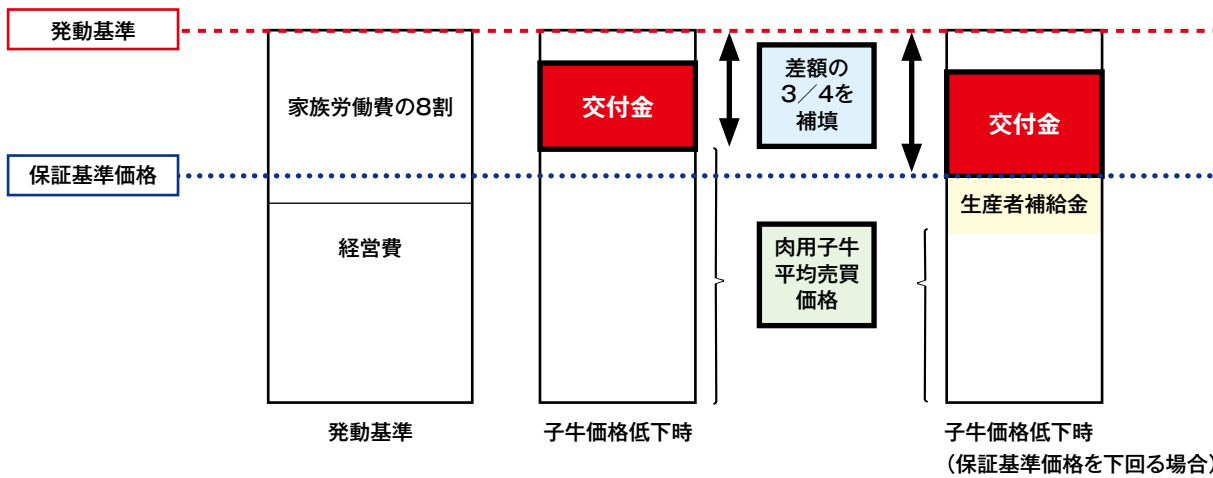 発動基準
保証基準価格
家族労働費の8割
経営費
発動基準
交付金
子牛価格低下時
差額の
3／4を
補填
肉用子牛
平均売買
価格
交付金
生産者補給金
子牛価格低下時
（保証基準価格を下回る場合）